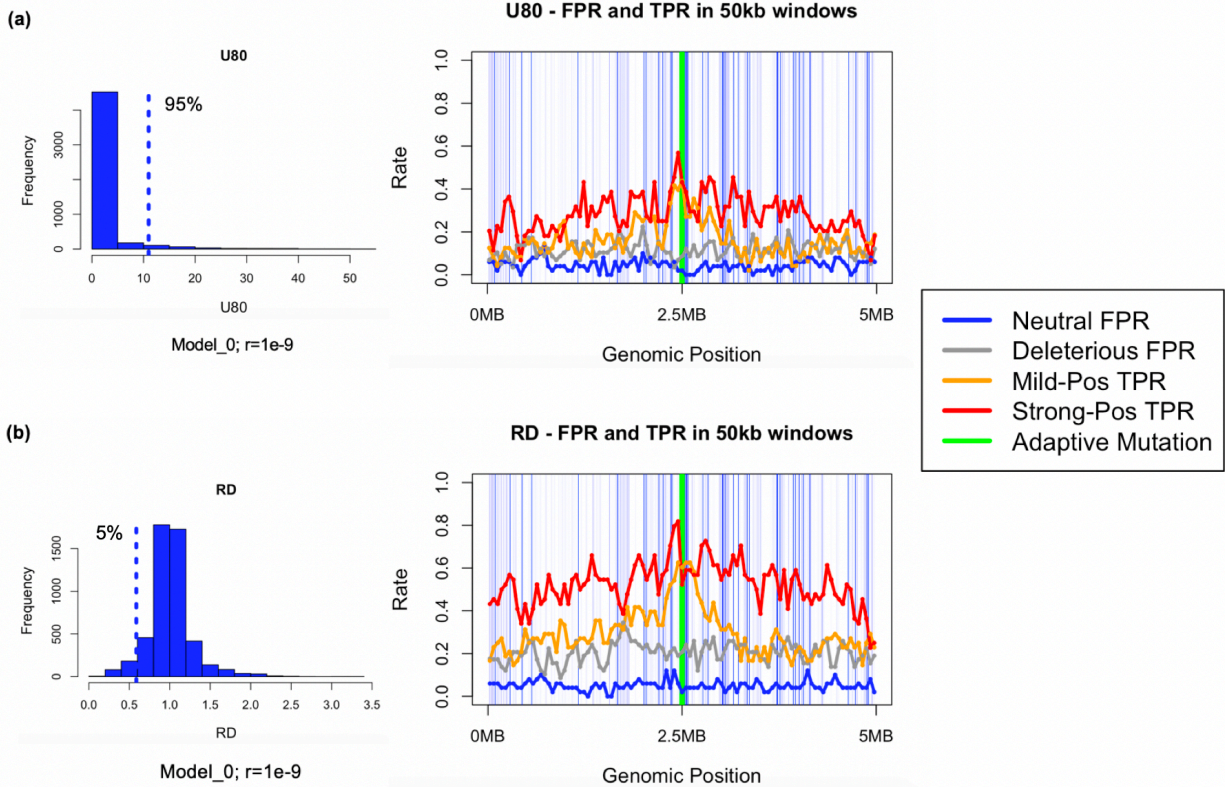 (a)
U80
95%
Frequency
0 1000 3000
0 10 20 30 40 50
U80
Model_0; r=1e-9
U80 - FPR and TPR in 50kb windows
Rate
0.0 0.2 0.4 0.6 0.8 1.0
0MB 2.5MB 5MB
Genomic Position
Neutral FPR
Deleterious FPR
Mild-Pos TPR
Strong-Pos TPR
Adaptive Mutation
(b)
RD
5%
Frequency
0 500 1000 1500
0.0 0.5 1.0 1.5 2.0 2.5 3.0 3.5
RD
Model_0; r=1e-9
RD - FPR and TPR in 50kb windows
Rate
0.0 0.2 0.4 0.6 0.8 1.0
0MB 2.5MB 5MB
Genomic Position